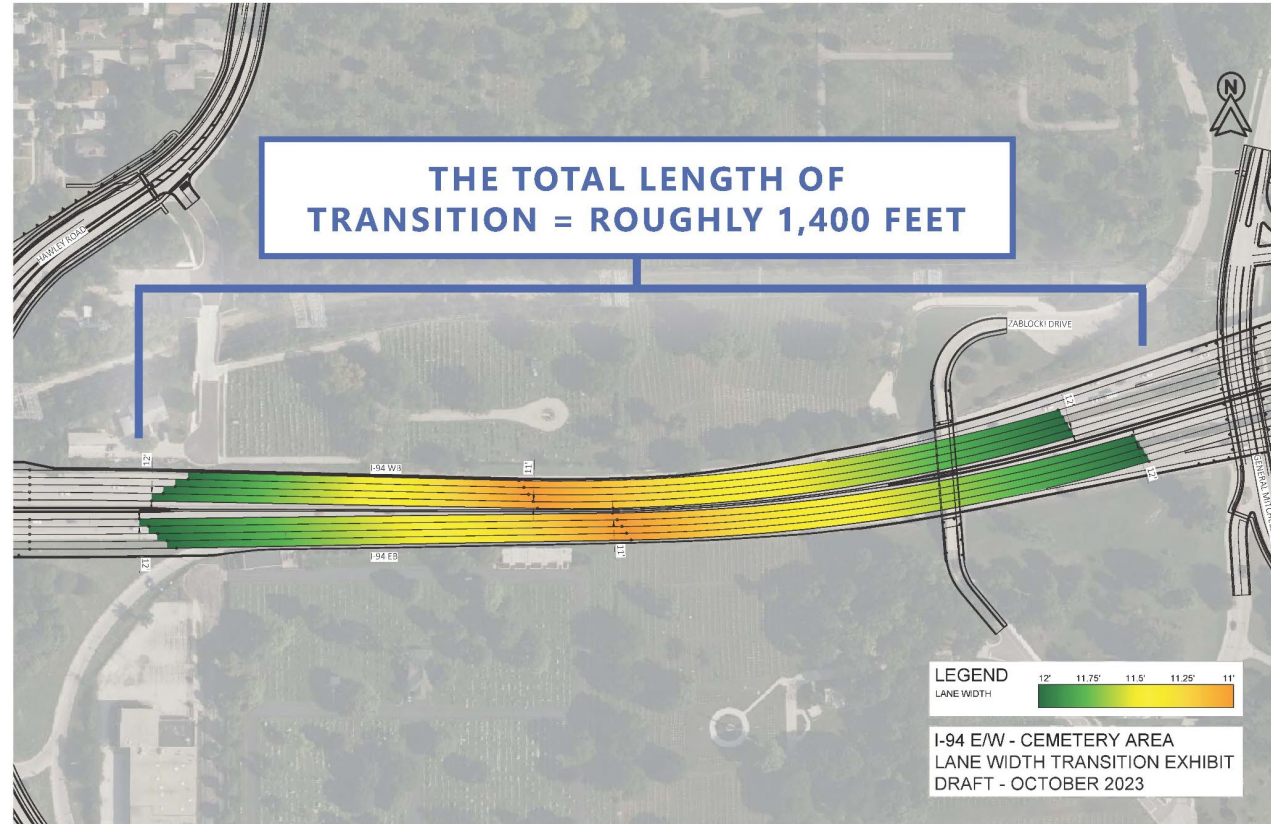 N
THE TOTAL LENGTH OF
TRANSITION = ROUGHLY 1,400 FEET
HAWLEY ROAD
ZABLOCKI DRIVE
12'
12'
I-94 WB
11'
12'
GENERAL
12'
I-94 EB
11'
LEGEND
LANE WIDTH
12' 11.75' 11.5' 11.25' 11'
I-94 E/W - CEMETERY AREA
LANE WIDTH TRANSITION EXHIBIT
DRAFT - OCTOBER 2023